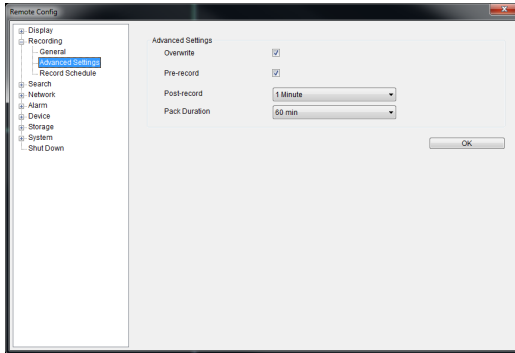 Remote Config
Display
Recording
General
Advanced Settings
Record Schedule
Search
Network
Alarm
Device
Storage
System
Shut Down
Advanced Settings
Overwrite
Pre-record
Post-record 1 Minute
Pack Duration 60 min
OK